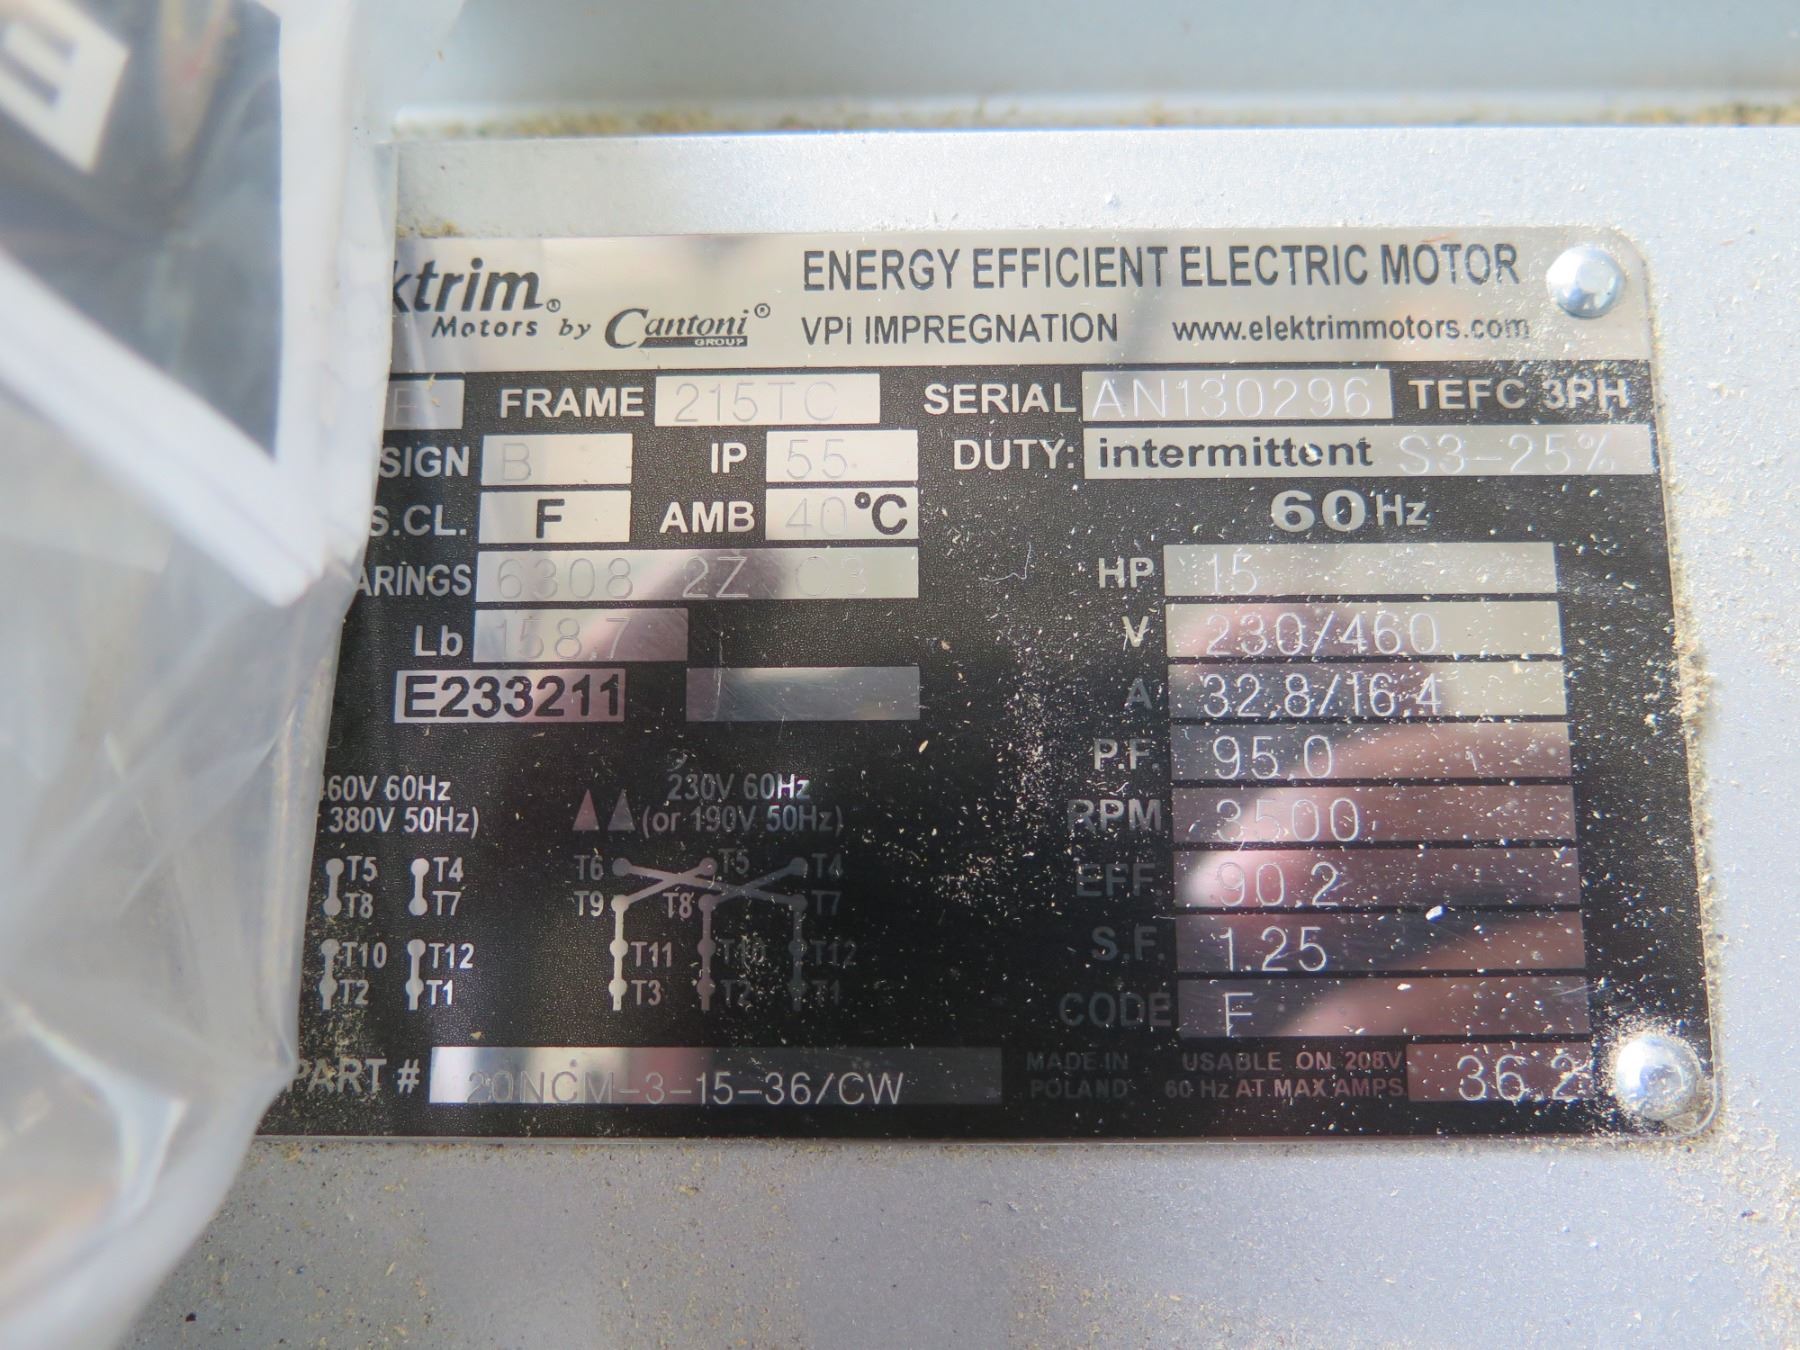 ktrim®
Motors by Cantoni®
GROUP
ENERGY EFFICIENT ELECTRIC MOTOR
VPI IMPREGNATION www.elektrimmotors.com
E FRAME 215TC SERIAL AN130296 TEFC 3PH
SIGN B IP 55 DUTY: intermittent S3-25%
S.CL. F AMB 40°C
60Hz
ARINGS 6308 2Z C3
HP 15
Lb 158.7
V 230/460
E233211
A 32.8/16.4
P.F. 95.0
RPM 3500
EFF 90.2
S.F. 1.25
CODE F
60V 60Hz
380V 50Hz)
230V 60Hz
(or 190V 50Hz)
T5 T4
T8 T7
T10 T12
T2 T1
T6 T5 T4
T9 T8 T7
T11 T10 T12
T3 T2 T1
PART # 20NCM-3-15-36/CW
MADE IN
POLAND
USABLE ON 208V
60 Hz AT MAX AMPS 36.2